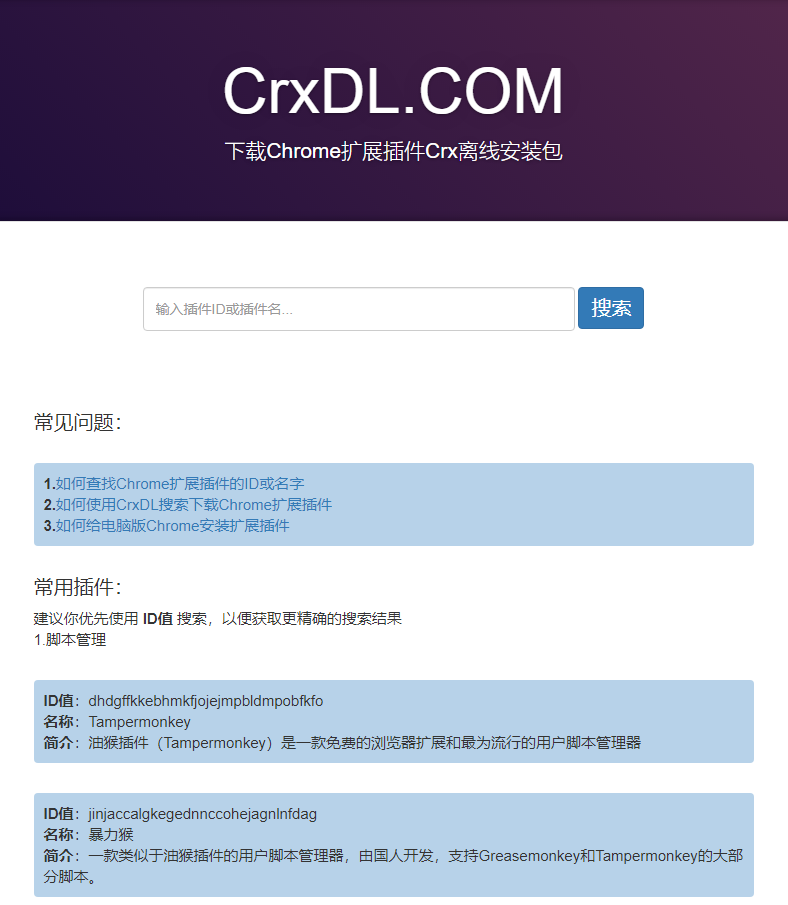 CrxDL.COM
下载Chrome扩展插件Crx离线安装包
输入插件ID或插件名...
搜索
常见问题：
1.如何查找Chrome扩展插件的ID或名字
2.如何使用CrxDL搜索下载Chrome扩展插件
3.如何给电脑版Chrome安装扩展插件
常用插件：
建议你优先使用 ID值 搜索，以便获取更精确的搜索结果
1.脚本管理
ID值：dhdgffkkebhmkfjojejmpbldmpobfkfo
名称：Tampermonkey
简介：油猴插件（Tampermonkey）是一款免费的浏览器扩展和最为流行的用户脚本管理器
ID值：jinjaccalgkegednnccohejagnlnfdag
名称：暴力猴
简介：一款类似于油猴插件的用户脚本管理器，由国人开发，支持Greasemonkey和Tampermonkey的大部
分脚本。